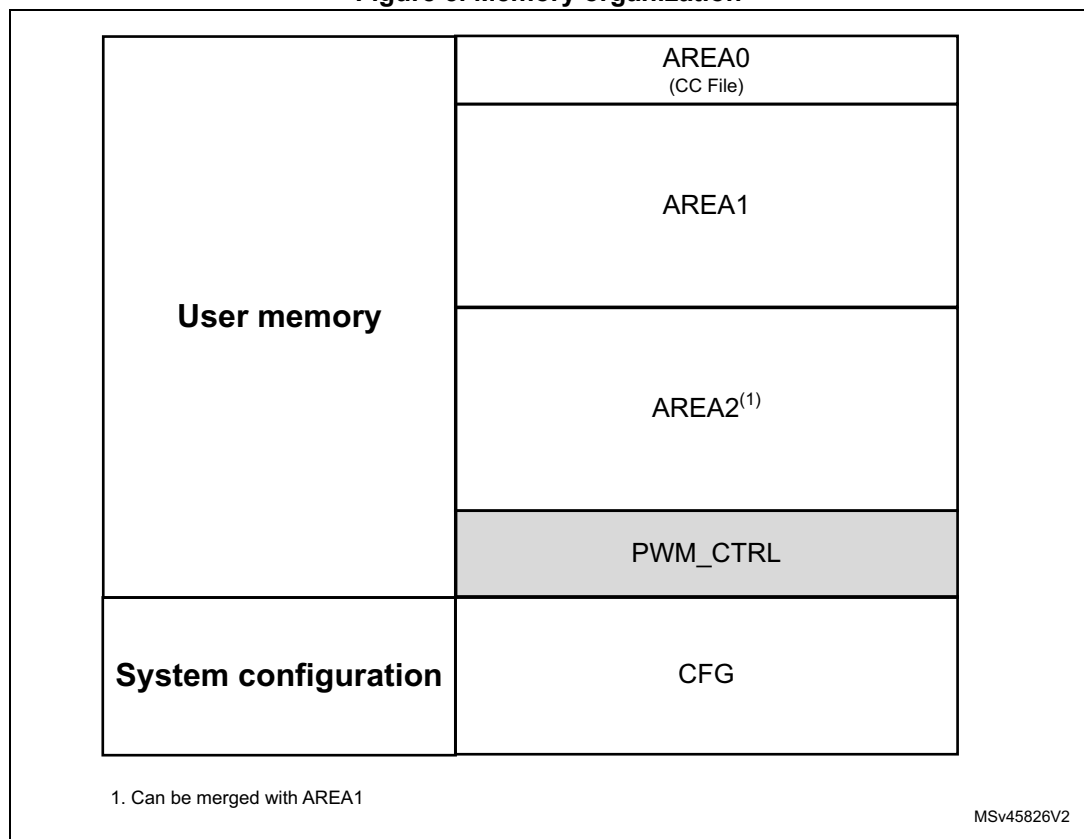 AREA0
(CC File)
AREA1
User memory
AREA2(1)
PWM_CTRL
System configuration
CFG
1. Can be merged with AREA1
MSv45826V2